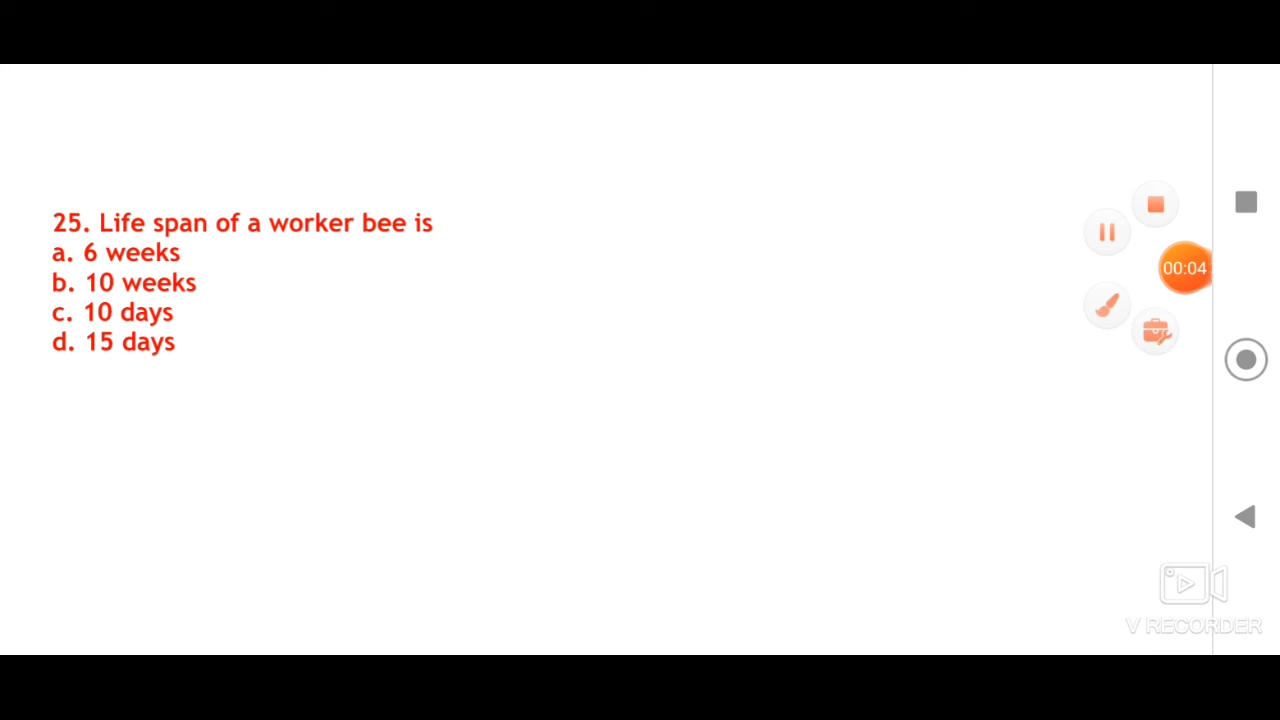 25. Life span of a worker bee is
a. 6 weeks
b. 10 weeks
c. 10 days
d. 15 days
00:04
V RECORDER